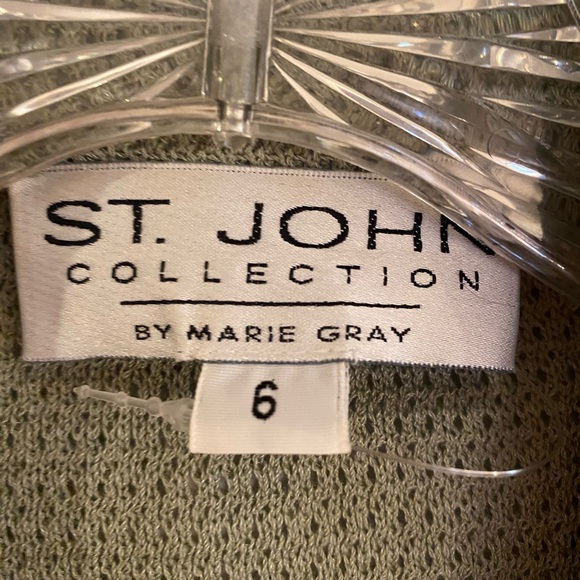 ST. JOHN
COLLECTION
BY MARIE GRAY
6